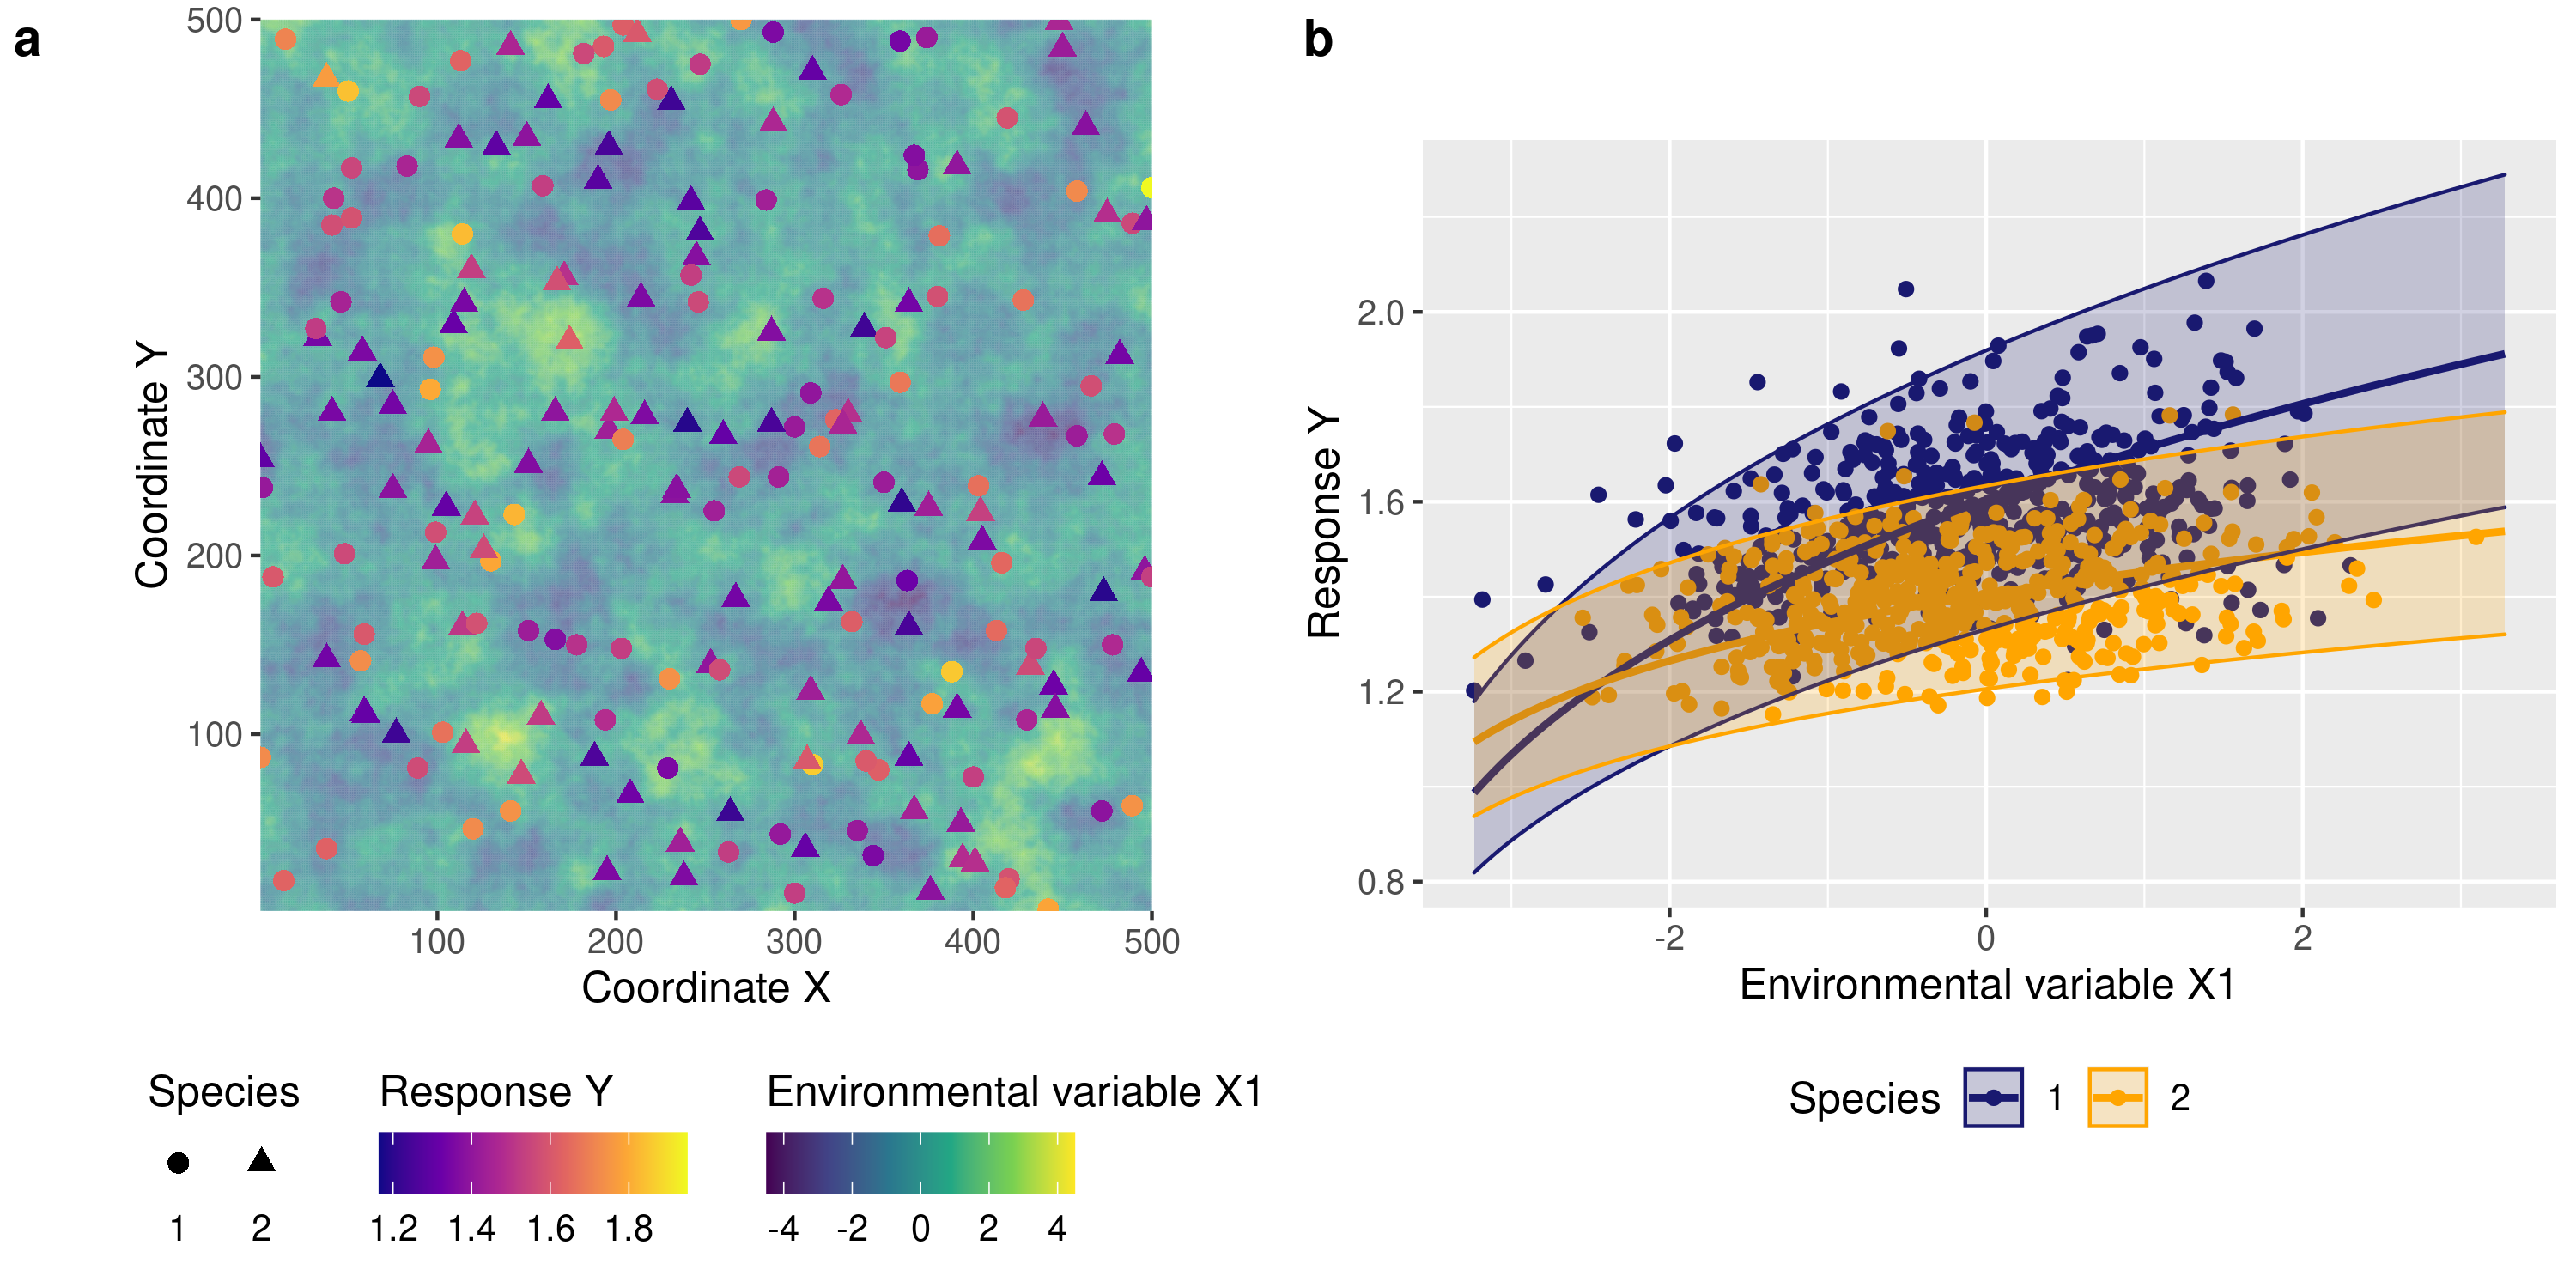 a
500
400
300
200
100
Coordinate Y
100 200 300 400 500
Coordinate X
Species
1 2
Response Y
1.2 1.4 1.6 1.8
Environmental variable X1
-4 -2 0 2 4
b
2.0
1.6
1.2
0.8
Response Y
-2 0 2
Environmental variable X1
Species 1 2